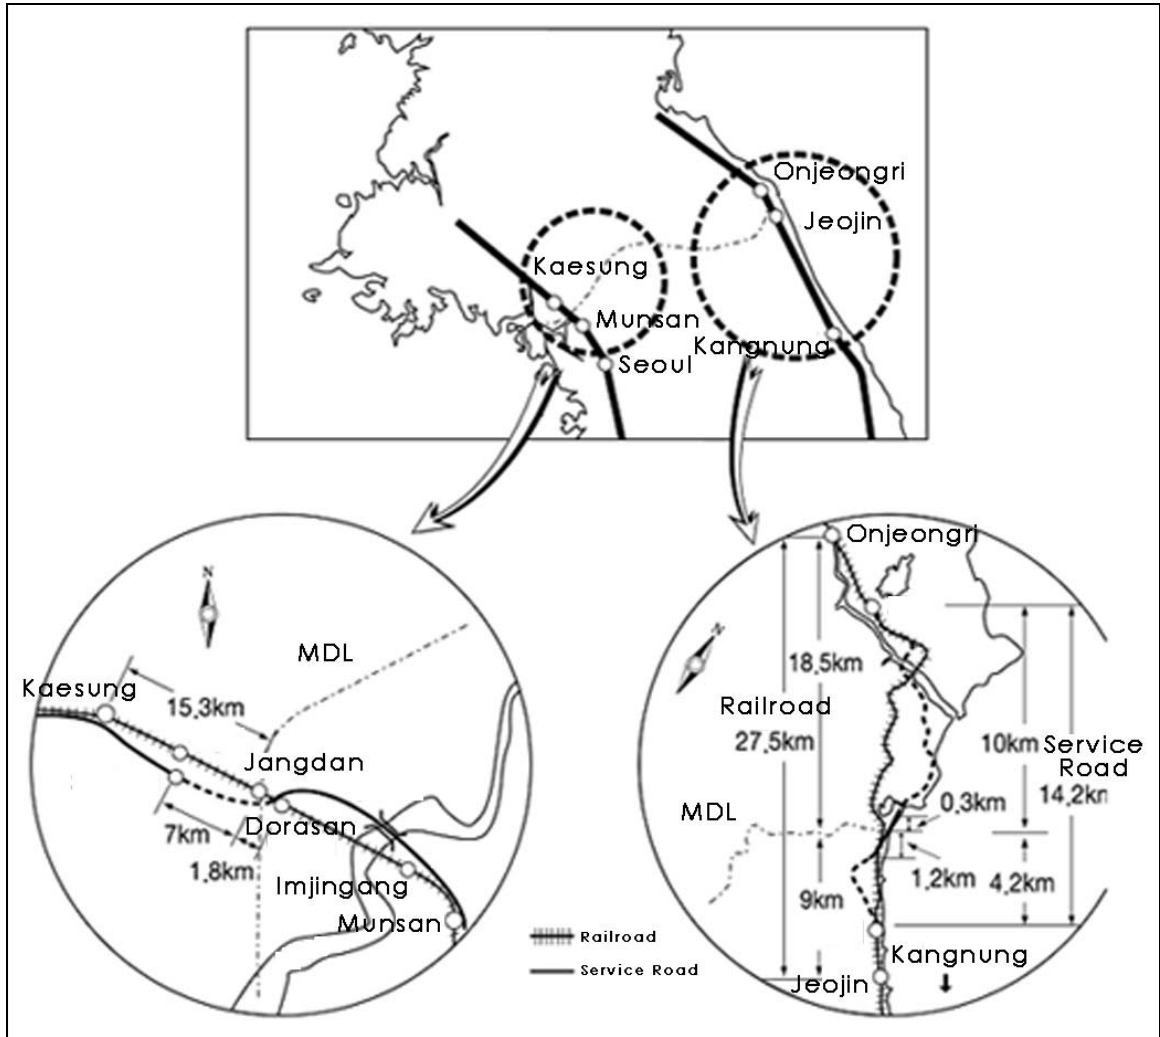 Onjeongri
Jeojin
Kaesung
Munsan
Kangnung
Seoul
N
MDL
Kaesung
15.3km
Jangdan
Dorasan
7km
1.8km
Imjingang
Munsan
Railroad
Service Road
Onjeongri
N
18.5km
Railroad
27.5km
10km
Service
Road
14.2km
0.3km
MDL
1.2km
4.2km
9km
Kangnung
Jeojin